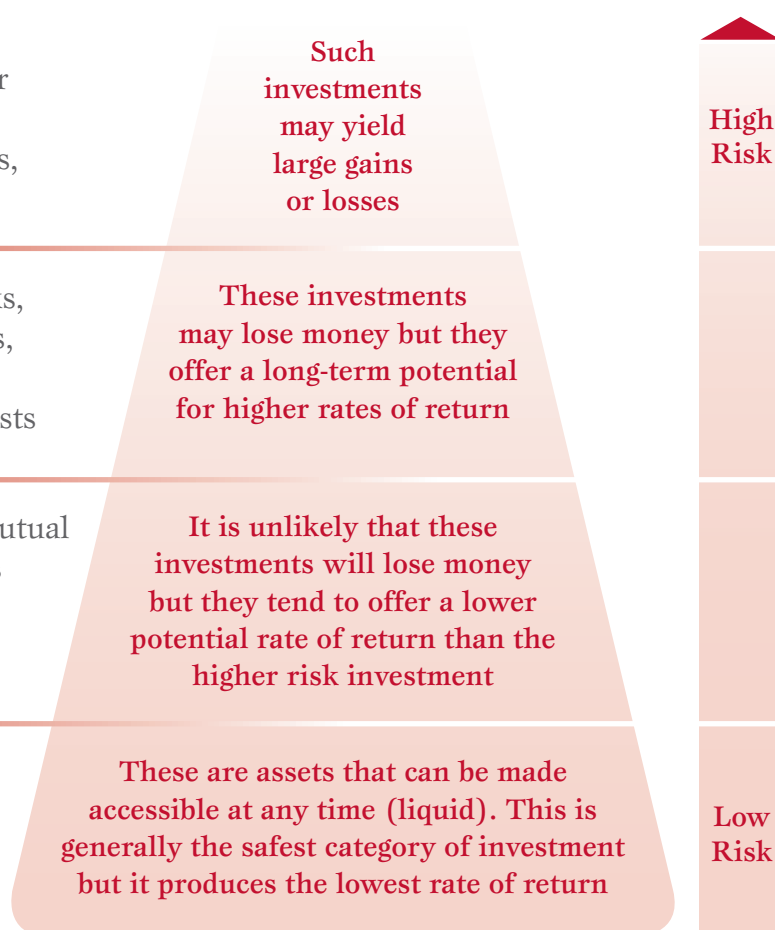 Such
investments
may yield
large gains
or losses
High
Risk
These investments
may lose money but they
offer a long-term potential
for higher rates of return
It is unlikely that these
investments will lose money
but they tend to offer a lower
potential rate of return than the
higher risk investment
These are assets that can be made
accessible at any time (liquid). This is
generally the safest category of investment
but it produces the lowest rate of return
Low
Risk